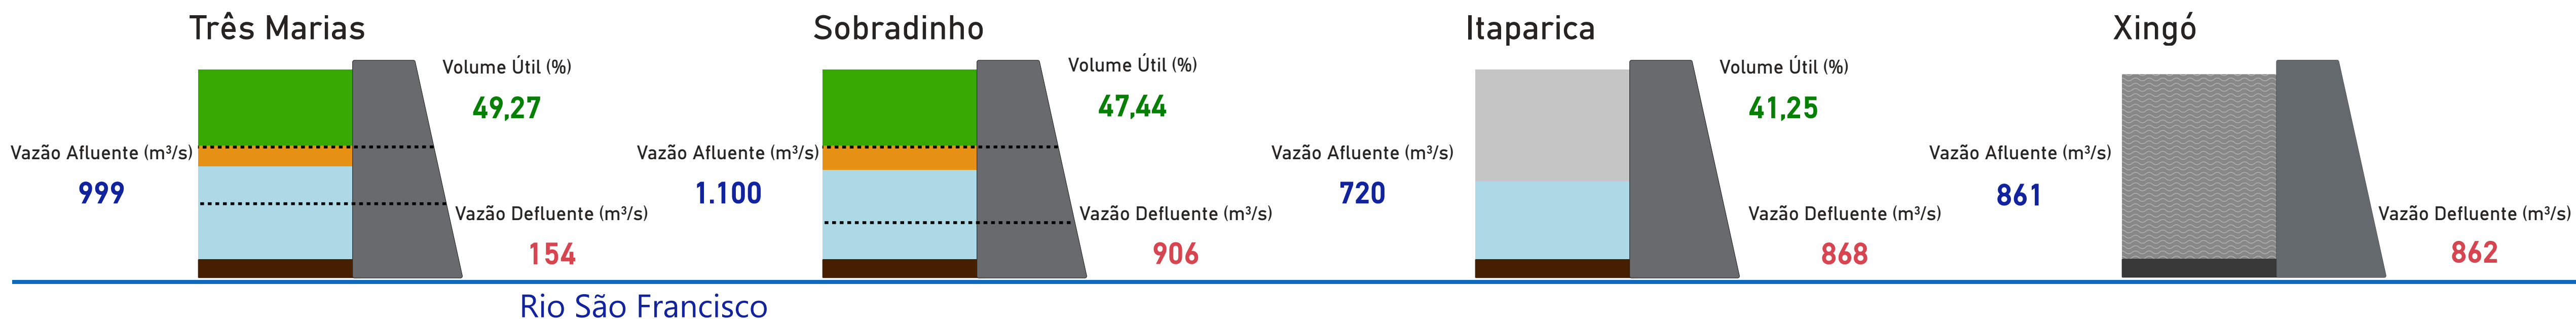 Três Marias
Volume Útil (%)
49,27
Vazão Afluente (m³/s)
999
Vazão Defluente (m³/s)
154
Sobradinho
Volume Útil (%)
47,44
Vazão Afluente (m³/s)
1.100
Vazão Defluente (m³/s)
906
Itaparica
Volume Útil (%)
41,25
Vazão Afluente (m³/s)
720
Vazão Defluente (m³/s)
868
Xingó
Vazão Afluente (m³/s)
861
Vazão Defluente (m³/s)
862
Rio São Francisco